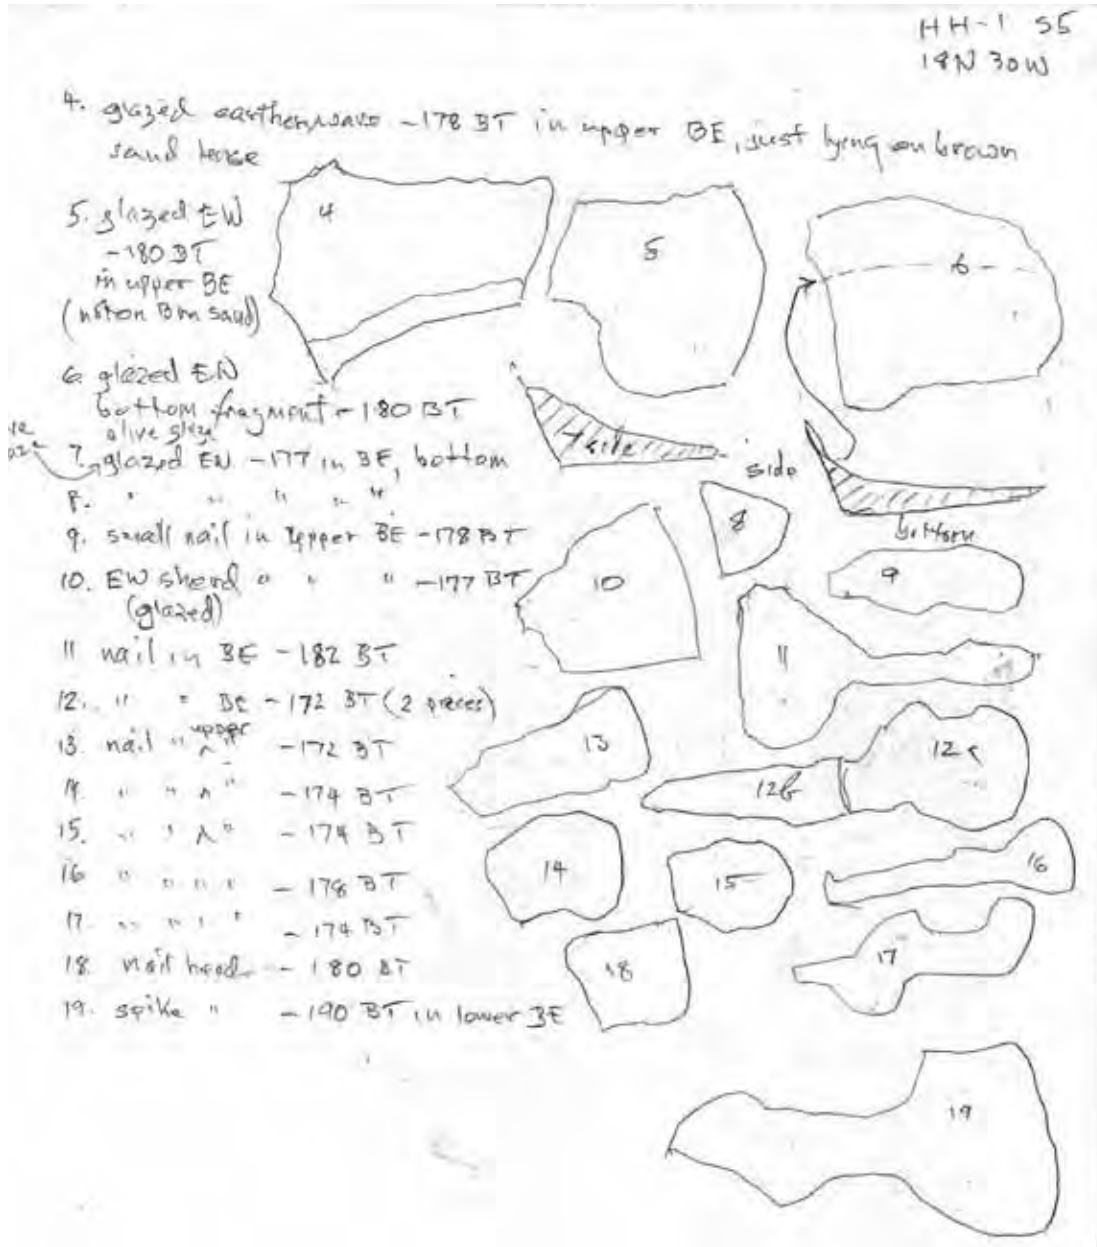 HH-1 S5
18N 30W
4. glazed earthenware -178 BT in upper BE, just lying on brown
sand lense
5. glazed EW
-180 BT
in upper BE
(not on Brn sand)
6. glazed EW
bottom fragment - 180 BT
olive glaze
7. glazed EW -177 in BE, bottom
8. " " " " "
9. small nail in upper BE -178 BT
10. EW sherd " " " -177 BT
(glazed)
11 nail in BE -182 BT
12. " " BE -172 BT (2 pieces)
13. nail " upper " -172 BT
14. " " ^ " -174 BT
15. " " ^ " -174 BT
16 " " " " -178 BT
17. " " " " -174 BT
18. nail head - 180 BT
19. spike " -190 BT in lower BE
4
5
6
7 side
side
bottom
8
9
10
11
12a
12b
13
14
15
16
17
18
19